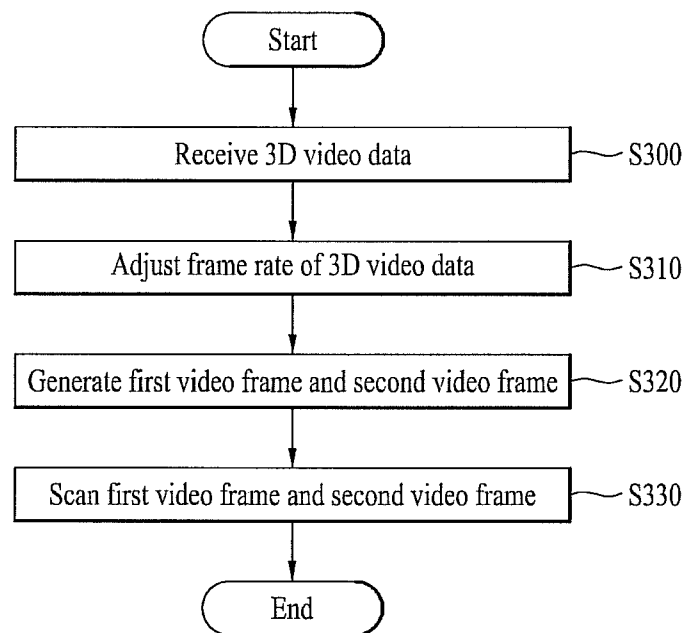 Start
Receive 3D video data
S300
Adjust frame rate of 3D video data
S310
Generate first video frame and second video frame
S320
Scan first video frame and second video frame
S330
End